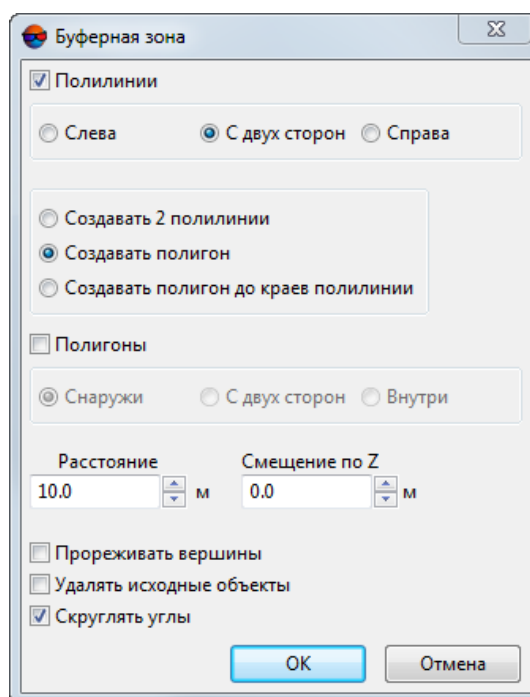 Буферная зона
Полилинии
Слева С двух сторон Справа
Создавать 2 полилинии
Создавать полигон
Создавать полигон до краев полилинии
Полигоны
Снаружи С двух сторон Внутри
Расстояние Смещение по Z
10.0 м 0.0 м
Прореживать вершины
Удалять исходные объекты
Скруглять углы
OK Отмена